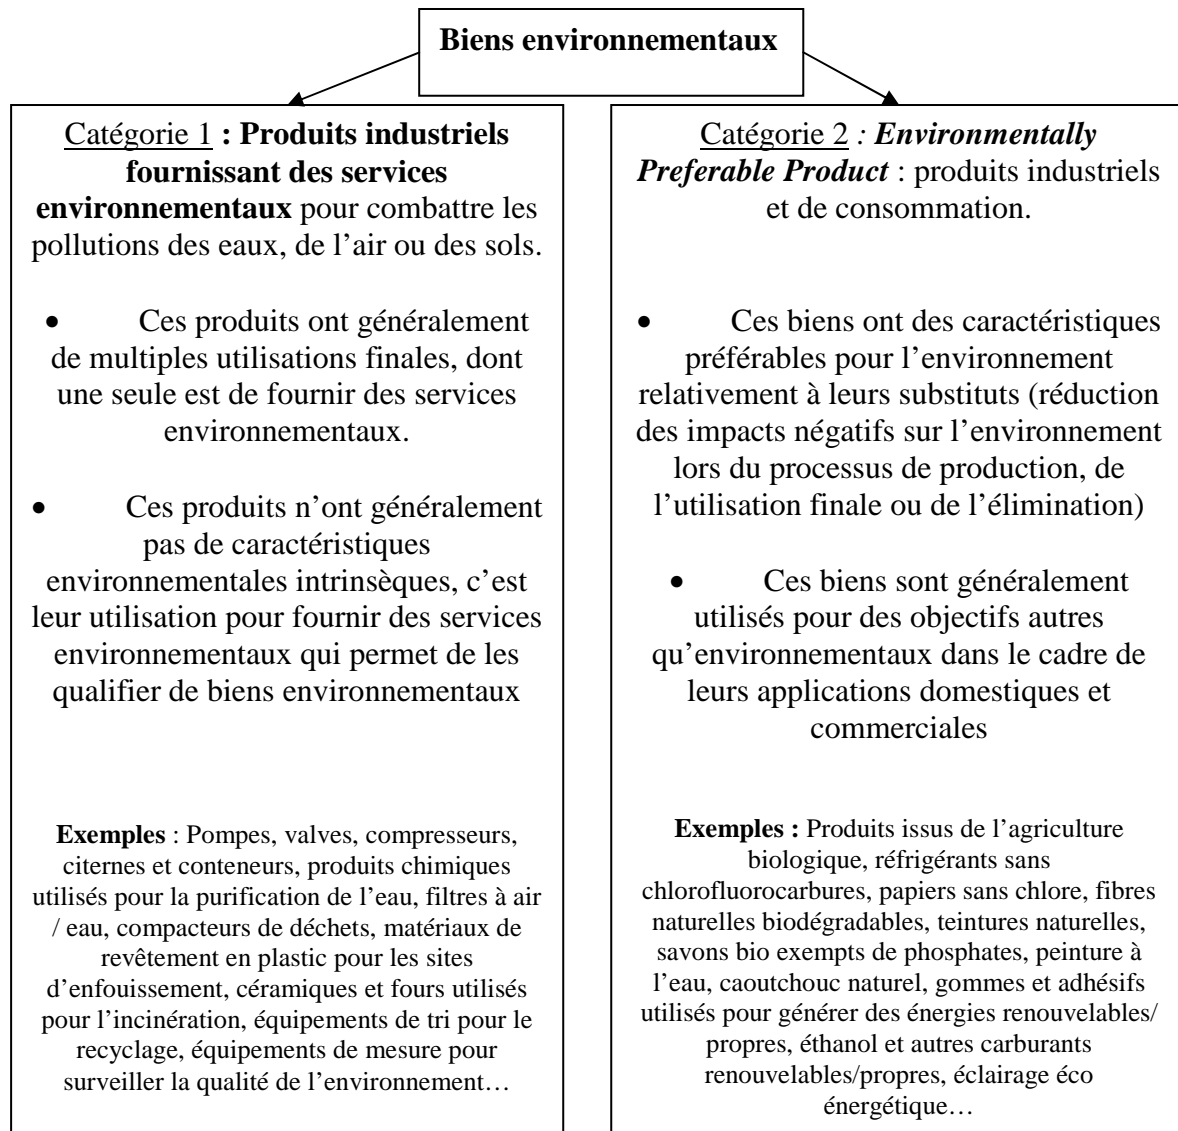 Biens environnementaux
Catégorie 1 : Produits industriels
fournissant des services
environnementaux pour combattre les
pollutions des eaux, de l’air ou des sols.
• Ces produits ont généralement
de multiples utilisations finales, dont
une seule est de fournir des services
environnementaux.
• Ces produits n’ont généralement
pas de caractéristiques
environnementales intrinsèques, c’est
leur utilisation pour fournir des services
environnementaux qui permet de les
qualifier de biens environnementaux
Exemples : Pompes, valves, compresseurs,
citernes et conteneurs, produits chimiques
utilisés pour la purification de l’eau, filtres à air
/ eau, compacteurs de déchets, matériaux de
revêtement en plastic pour les sites
d’enfouissement, céramiques et fours utilisés
pour l’incinération, équipements de tri pour le
recyclage, équipements de mesure pour
surveiller la qualité de l’environnement…
Catégorie 2 : Environmentally
Preferable Product : produits industriels
et de consommation.
• Ces biens ont des caractéristiques
préférables pour l’environnement
relativement à leurs substituts (réduction
des impacts négatifs sur l’environnement
lors du processus de production, de
l’utilisation finale ou de l’élimination)
• Ces biens sont généralement
utilisés pour des objectifs autres
qu’environnementaux dans le cadre de
leurs applications domestiques et
commerciales
Exemples : Produits issus de l’agriculture
biologique, réfrigérants sans
chlorofluorocarbures, papiers sans chlore, fibres
naturelles biodégradables, teintures naturelles,
savons bio exempts de phosphates, peinture à
l’eau, caoutchouc naturel, gommes et adhésifs
utilisés pour générer des énergies renouvelables/
propres, éthanol et autres carburants
renouvelables/propres, éclairage éco
énergétique…